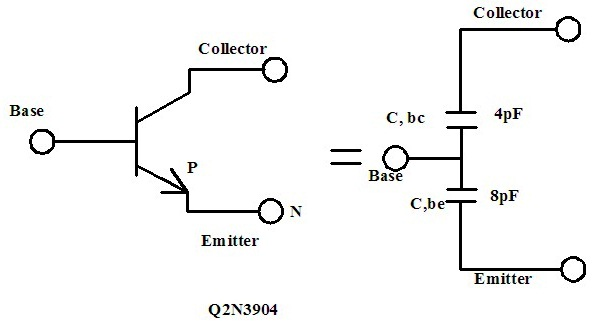 Collector
Collector
Base
C, bc
4pF
P
Base
C,be
8pF
N
Emitter
Emitter
Q2N3904